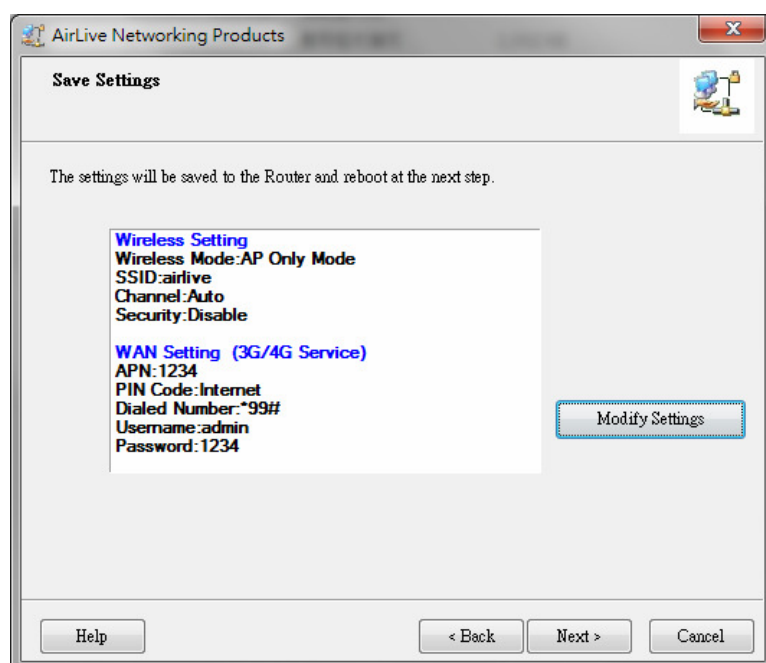 AirLive Networking Products
Save Settings
The settings will be saved to the Router and reboot at the next step.
Wireless Setting
Wireless Mode:AP Only Mode
SSID:airlive
Channel:Auto
Security:Disable
WAN Setting (3G/4G Service)
APN:1234
PIN Code:Internet
Dialed Number:*99#
Username:admin
Password:1234
Modify Settings
Help
< Back
Next >
Cancel